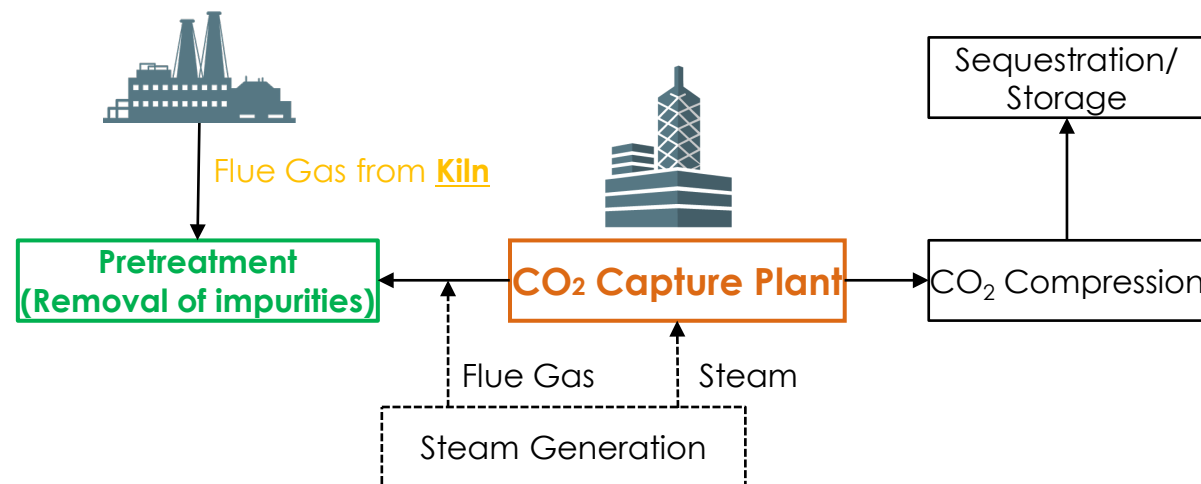 Sequestration/
Storage
Flue Gas from Kiln
Pretreatment
(Removal of impurities)
CO₂ Capture Plant
CO₂ Compression
Flue Gas
Steam
Steam Generation